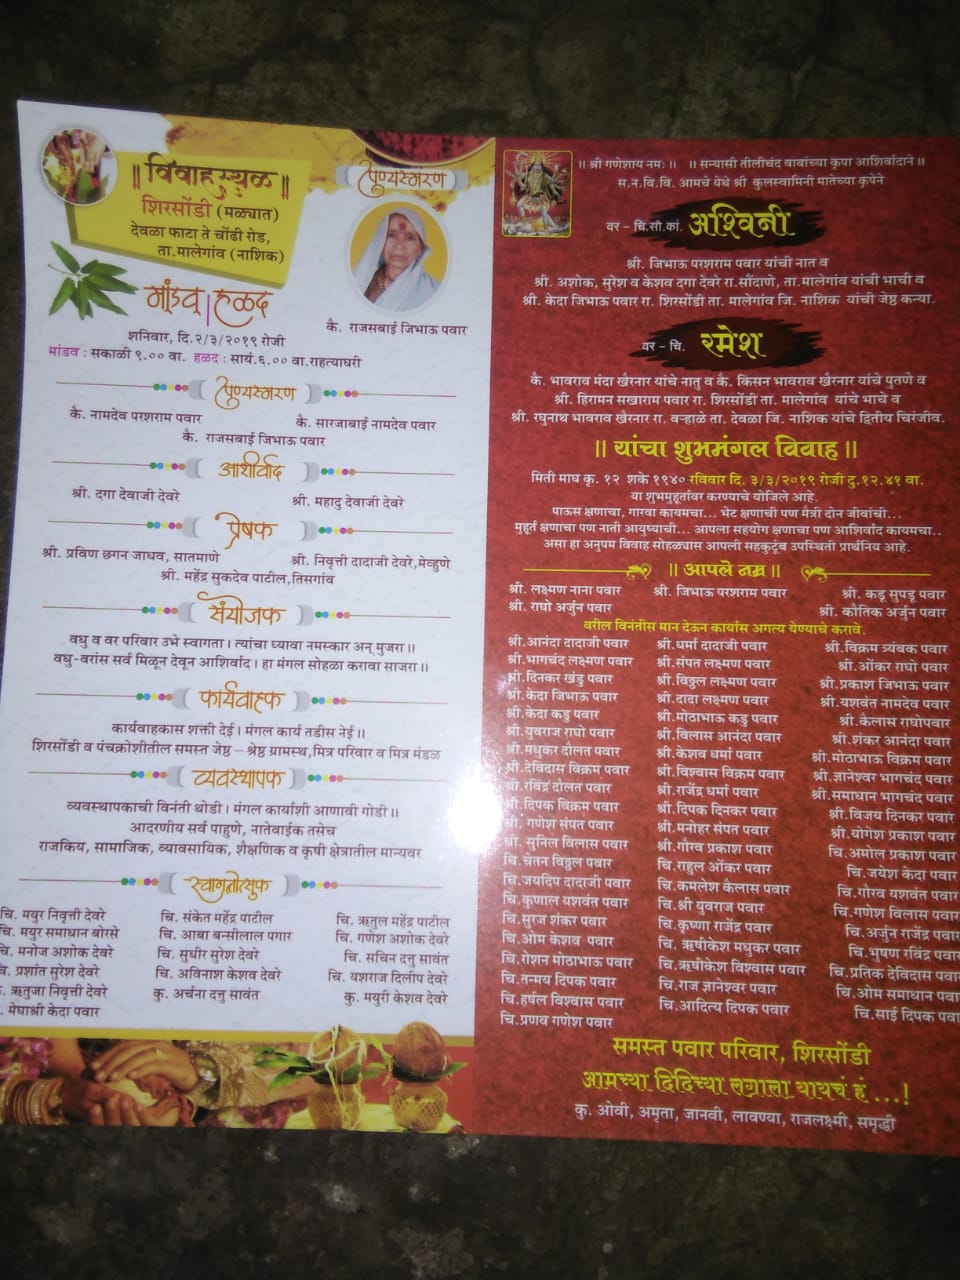 ॥ विवाहस्थळ ॥
शिरसोंडी (मळ्यात)
देवळा फाटा ते चोंढी रोड,
ता.मालेगांव (नाशिक)
मांडव हळद
शनिवार, दि.२/३/२०१९ रोजी
मांडव : सकाळी ९.०० वा. हळद : सायं.६.०० वा.राहत्याघरी
पुण्यस्मरण
कै. राजसबाई जिभाऊ पवार
पुण्यस्मरण
कै. नामदेव परशराम पवार कै. सारजाबाई नामदेव पवार
कै. राजसबाई जिभाऊ पवार
आशीर्वाद
श्री. दगा देवाजी देवरे श्री. महादु देवाजी देवरे
प्रेषक
श्री. प्रविण छगन जाधव, सातमाणे श्री. निवृत्ती दादाजी देवरे,मेव्हुणे
श्री. महेंद्र सुकदेव पाटील,तिसगांव
संयोजक
वधु व वर परिवार उभे स्वागता। त्यांचा घ्यावा नमस्कार अन् मुजरा॥
वधु-वरांस सर्व मिळून देवून आशिर्वाद। हा मंगल सोहळा करावा साजरा॥
कार्यवाहक
कार्यवाहकास शक्ती देई। मंगल कार्य तडीस नेई॥
शिरसोंडी व पंचक्रोशीतील समस्त जेष्ठ – श्रेष्ठ ग्रामस्थ,मित्र परिवार व मित्र मंडळ
व्यवस्थापक
व्यवस्थापकाची विनंती थोडी। मंगल कार्याशी आणावी गोडी॥
आदरणीय सर्व पाहुणे, नातेवाईक तसेच
राजकिय, सामाजिक, व्यावसायिक, शैक्षणिक व कृषी क्षेत्रातील मान्यवर
स्वागतोत्सुक
चि. मयुर निवृत्ती देवरे चि. संकेत महेंद्र पाटील चि. ऋतुल महेंद्र पाटील
चि. मयुर समाधान बोरसे चि. आबा बन्सीलाल पगार चि. गणेश अशोक देवरे
चि. मनोज अशोक देवरे चि. सुधीर सुरेश देवरे चि. सचिन दत्तु सावंत
चि. प्रशांत सुरेश देवरे चि. अविनाश केशव देवरे चि. यशराज दिलीप देवरे
ऋतुजा निवृत्ती देवरे कु. अर्चना दत्तु सावंत कु. मयुरी केशव देवरे
मेघाश्री केदा पवार
॥ श्री गणेशाय नमः ॥ ॥ सन्यासी तीलीचंद बाबांच्या कृपा आशिर्वादाने ॥
स.न.वि.वि. आमचे येथे श्री कुलस्वामिनी मातेच्या कृपेने
वर – चि.सौ.कां. अश्विनी
श्री. जिभाऊ परशराम पवार यांची नात व
श्री. अशोक, सुरेश व केशव दगा देवरे रा.सौंदाणे, ता.मालेगांव यांची भाची व
श्री. केदा जिभाऊ पवार रा. शिरसोंडी ता. मालेगांव जि. नाशिक यांची जेष्ठ कन्या.
वर – चि. रमेश
कै. भावराव मंदा खैरनार यांचे नातु व कै. किसन भावराव खैरनार यांचे पुतणे व
श्री. हिरामन सखाराम पवार रा. शिरसोंडी ता. मालेगांव यांचे भाचे व
श्री. रघुनाथ भावराव खैरनार रा. वऱ्हाळे ता. देवळा जि. नाशिक यांचे द्वितीय चिरंजीव.
॥ यांचा शुभमंगल विवाह ॥
मिती माघ कृ. १२ शके १९४० रविवार दि. ३/३/२०१९ रोजी दु.१२.४१ वा.
या शुभमुहूर्तावर करण्याचे योजिले आहे.
पाऊस क्षणाचा, गारवा कायमचा... भेट क्षणाची पण मैत्री दोन जीवांची...
मुहूर्त क्षणाचा पण नाती आयुष्याची... आपला सहयोग क्षणाचा पण आशिर्वाद कायमचा..
असा हा अनुपम विवाह सोहळ्यास आपली सहकुटुंब उपस्थिती प्रार्थनिय आहे.
॥ आपले नम्र ॥
श्री. लक्ष्मण नाना पवार श्री. जिभाऊ परशराम पवार श्री. कडू सुपडू पवार
श्री. राघो अर्जुन पवार श्री. कौतिक अर्जुन पवार
वरील विनंतीस मान देऊन कार्यास अगत्य येण्याचे करावे.
श्री.आनंदा दादाजी पवार श्री.धर्मा दादाजी पवार श्री.विक्रम त्र्यंबक पवार
श्री.भागचंद लक्ष्मण पवार श्री.संपत लक्ष्मण पवार श्री.ओंकार राघो पवार
श्री.दिनकर खंडु पवार श्री.विठ्ठल लक्ष्मण पवार श्री.प्रकाश जिभाऊ पवार
श्री.केदा जिभाऊ पवार श्री.दादा लक्ष्मण पवार श्री.यशवंत नामदेव पवार
श्री.केदा कडु पवार श्री.मोठाभाऊ कडु पवार श्री.कैलास राघोपवार
श्री.युवराज राघो पवार श्री.विलास आनंदा पवार श्री.शंकर आनंदा पवार
श्री.मधुकर दोलत पवार श्री.केशव धर्मा पवार श्री.मोठाभाऊ विक्रम पवार
श्री.देविदास विक्रम पवार श्री.विश्वास विक्रम पवार श्री.ज्ञानेश्वर भागचंद पवार
श्री.रविंद्र दोलत पवार श्री.राजेंद्र धर्मा पवार श्री.समाधान भागचंद पवार
श्री.दिपक विक्रम पवार श्री.दिपक दिनकर पवार श्री.विजय दिनकर पवार
श्री. गणेश संपत पवार श्री.मनोहर संपत पवार श्री.योगेश प्रकाश पवार
श्री. सुनिल विलास पवार श्री.गौरव प्रकाश पवार चि.अमोल प्रकाश पवार
चि.चेतन विठ्ठल पवार चि.राहुल ओंकार पवार चि.जयेश केदा पवार
चि.जयदिप दादाजी पवार चि.कमलेश कैलास पवार चि.गौरव यशवंत पवार
चि.कुणाल यशवंत पवार चि.श्री युवराज पवार चि.गणेश विलास पवार
चि.सुरज शंकर पवार चि.कृष्णा राजेंद्र पवार चि.अर्जुन राजेंद्र पवार
चि.ओम केशव पवार चि. ऋषीकेश मधुकर पवार चि.भुषण रविंद्र पवार
चि.रोशन मोठाभाऊ पवार चि.ऋषीकेश विश्वास पवार चि.प्रतिक देविदास पवार
चि.तन्मय दिपक पवार चि.राज ज्ञानेश्वर पवार चि.ओम समाधान पवार
चि.हर्षल विश्वास पवार चि.आदित्य दिपक पवार चि.साई दिपक पवार
चि.प्रणव गणेश पवार
समस्त पवार परिवार, शिरसोंडी
आमच्या दिदिच्या लग्नाला यायचं हं ...!
कु. ओवी, अमृता, जानवी, लावण्या, राजलक्ष्मी, समृद्धी